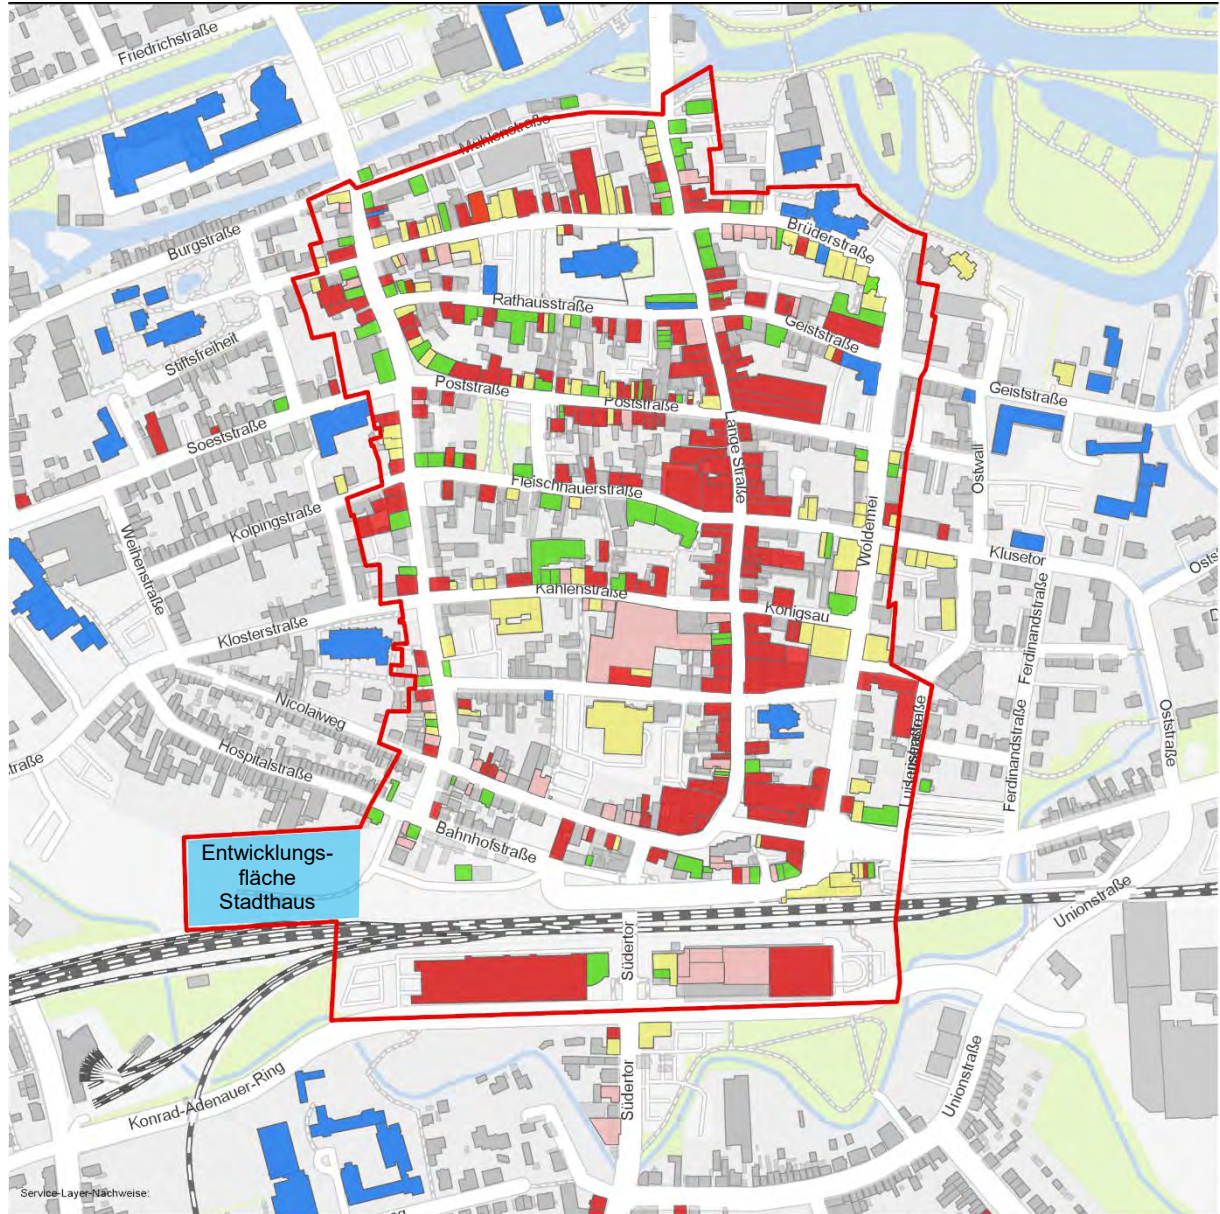 Friedrichstraße
Mühlenstraße
Burgstraße
Brüderstraße
Rathausstraße
Geiststraße
Stiftsfreiheit
Poststraße
Poststraße
Geiststraße
Soeststraße
Lange Straße
Ostwall
Fleischhauerstraße
Kolpingstraße
Weihenstraße
Woldemei
Klusetor
Kahlenstraße
Königsau
Klosterstraße
Ferdinandstraße
Ferdinandstraße
Nicolaiweg
Hospitalstraße
Luisenstraße
Oststraße
traße
Bahnhofstraße
Entwicklungs-
fläche
Stadthaus
Unionstraße
Südertor
Südertor
Unionstraße
Konrad-Adenauer-Ring
Service-Layer-Nachweise: